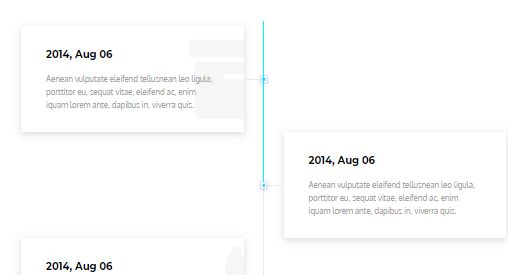 2014, Aug 06
Aenean vulputate eleifend tellusnean leo ligula,
porttitor eu, sequat vitae, eleifend ac, enim
iquam lorem ante, dapibus in, viverra quis.
2014, Aug 06
Aenean vulputate eleifend tellusnean leo ligula,
porttitor eu, sequat vitae, eleifend ac, enim
iquam lorem ante, dapibus in, viverra quis.
2014, Aug 06